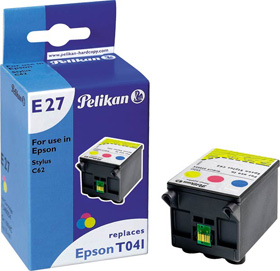 www.pelikan-hardcopy.com
E 27
Pelikan
For use in
Epson
Stylus
C62
replaces
Epson T041